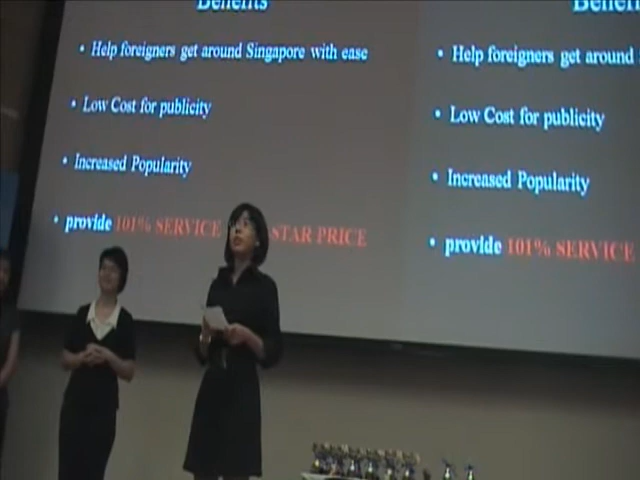 Benefits
• Help foreigners get around Singapore with ease
• Low Cost for publicity
• Increased Popularity
• provide 101% SERVICE STAR PRICE
Benefi
• Help foreigners get around
• Low Cost for publicity
• Increased Popularity
• provide 101% SERVICE